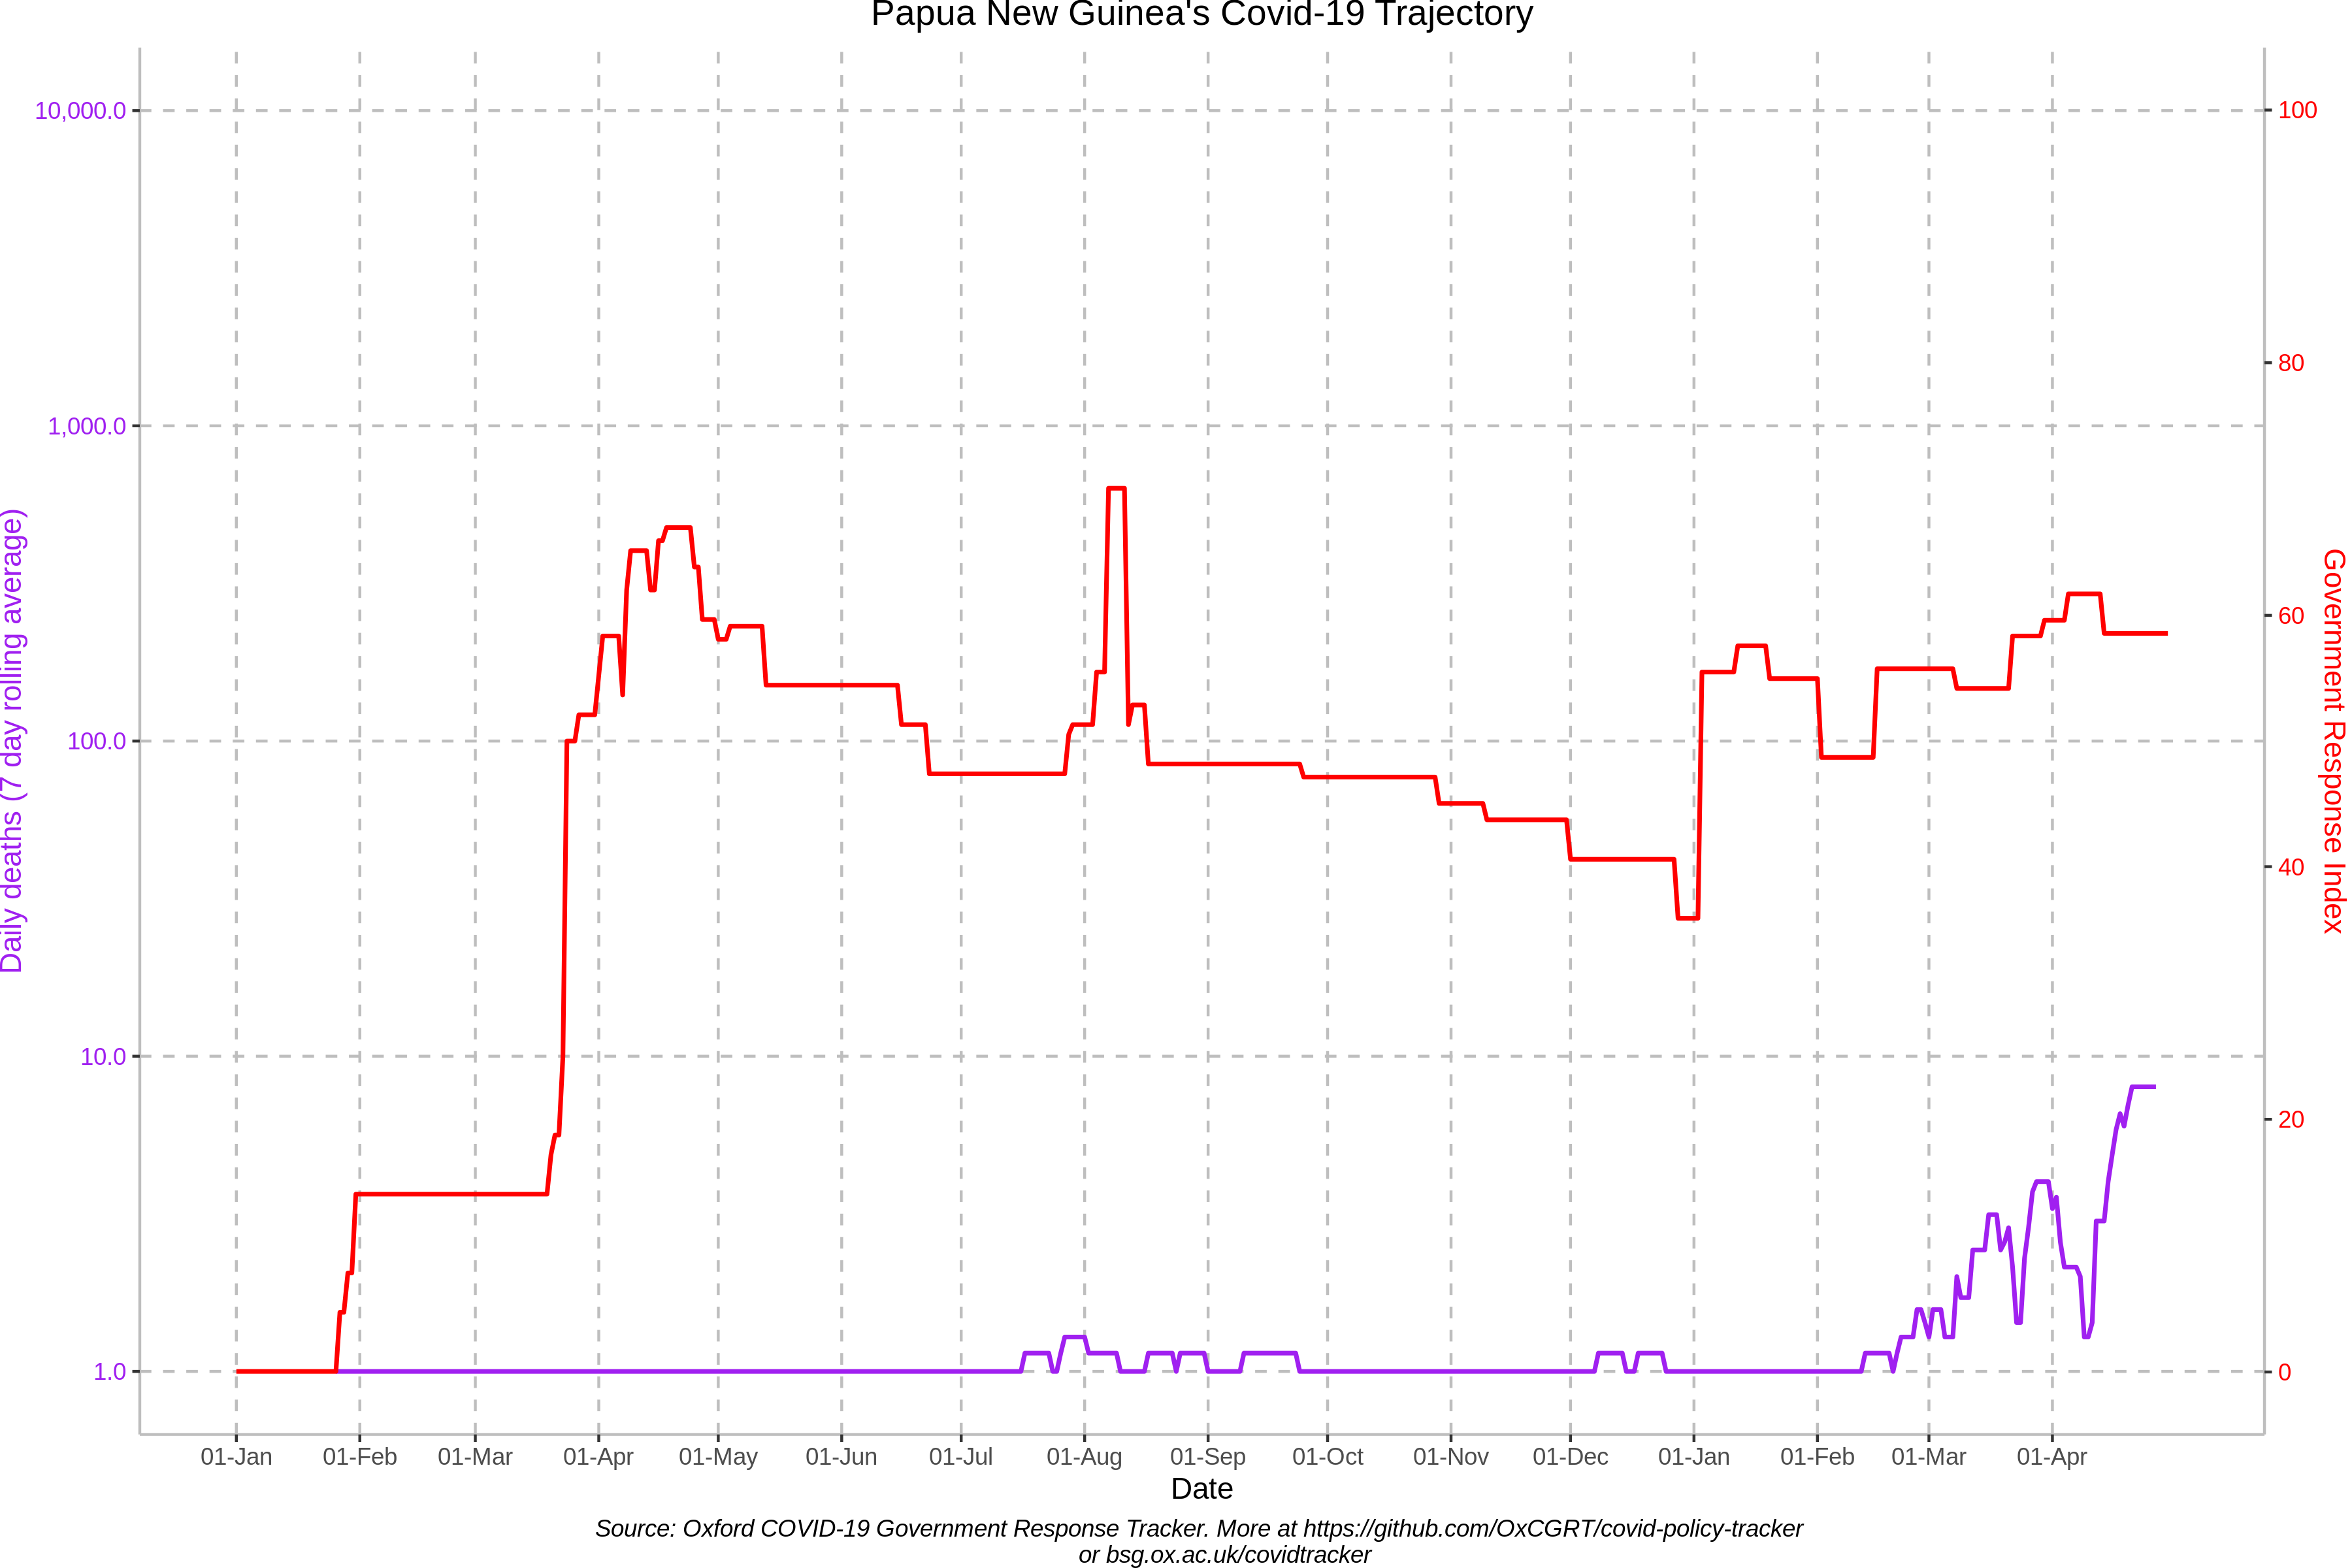 Papua New Guinea's Covid-19 Trajectory
10,000.0
1,000.0
100.0
10.0
1.0
Daily deaths (7 day rolling average)
100
80
60
40
20
0
Government Response Index
01-Jan 01-Feb 01-Mar 01-Apr 01-May 01-Jun 01-Jul 01-Aug 01-Sep 01-Oct 01-Nov 01-Dec 01-Jan 01-Feb 01-Mar 01-Apr
Date
Source: Oxford COVID-19 Government Response Tracker. More at https://github.com/OxCGRT/covid-policy-tracker
or bsg.ox.ac.uk/covidtracker